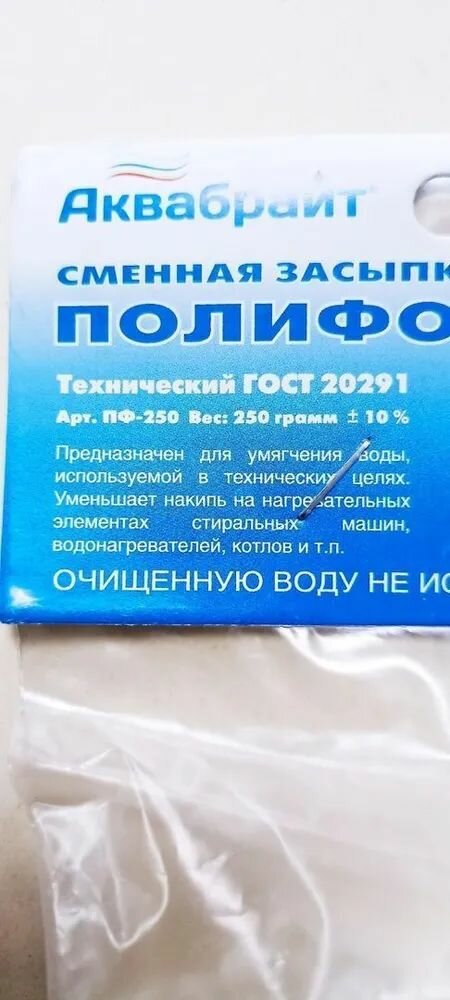 Аквабрайт
СМЕННАЯ ЗАСЫПК
ПОЛИФО
Технический ГОСТ 20291
Арт. ПФ-250 Вес: 250 грамм ± 10 %
Предназначен для умягчения воды,
используемой в технических целях.
Уменьшает накипь на нагревательных
элементах стиральных машин,
водонагревателей, котлов и т.п.
ОЧИЩЕННУЮ ВОДУ НЕ ИС